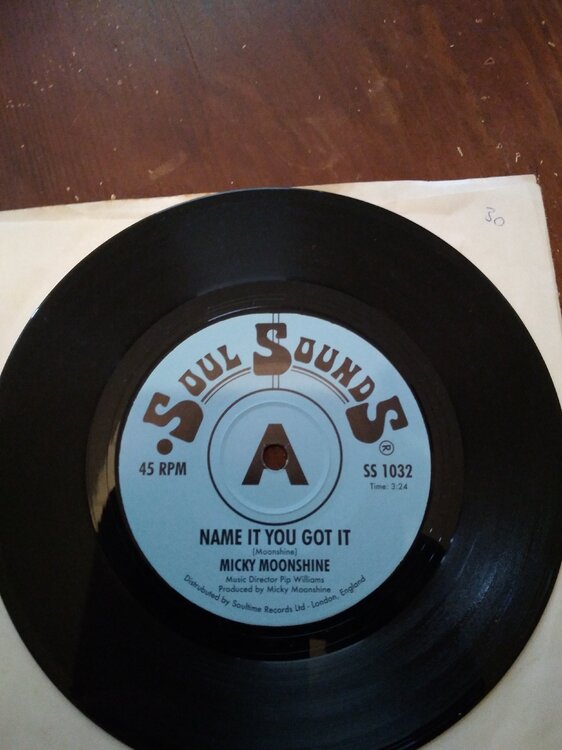 30
SOUL SOUNDS
®
A
45 RPM
SS 1032
Time: 3:24
NAME IT YOU GOT IT
(Moonshine)
MICKY MOONSHINE
Music Director Pip Williams
Produced by Micky Moonshine
Distrubuted by Soultime Records Ltd - London, England